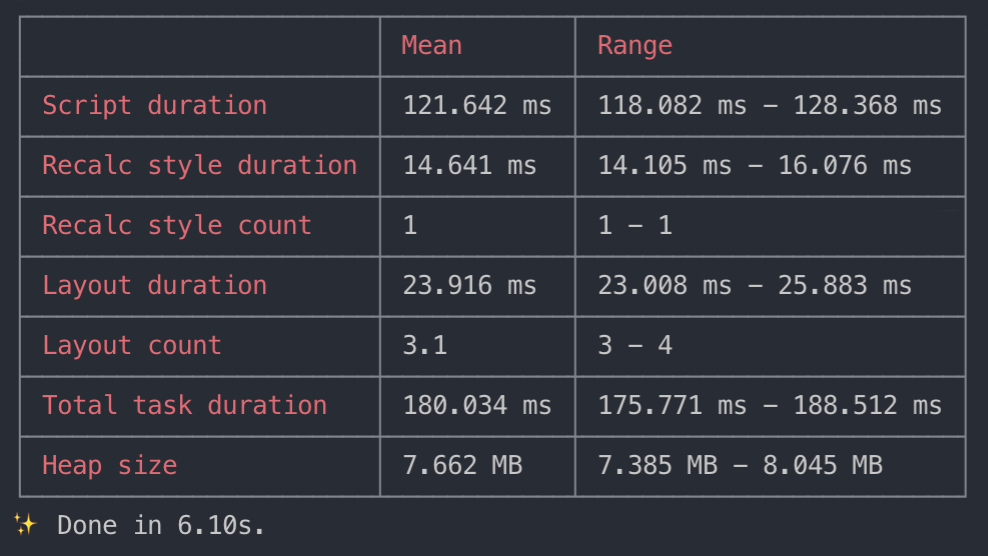 Mean Range
Script duration 121.642 ms 118.082 ms – 128.368 ms
Recalc style duration 14.641 ms 14.105 ms – 16.076 ms
Recalc style count 1 1 – 1
Layout duration 23.916 ms 23.008 ms – 25.883 ms
Layout count 3.1 3 – 4
Total task duration 180.034 ms 175.771 ms – 188.512 ms
Heap size 7.662 MB 7.385 MB – 8.045 MB
✨ Done in 6.10s.